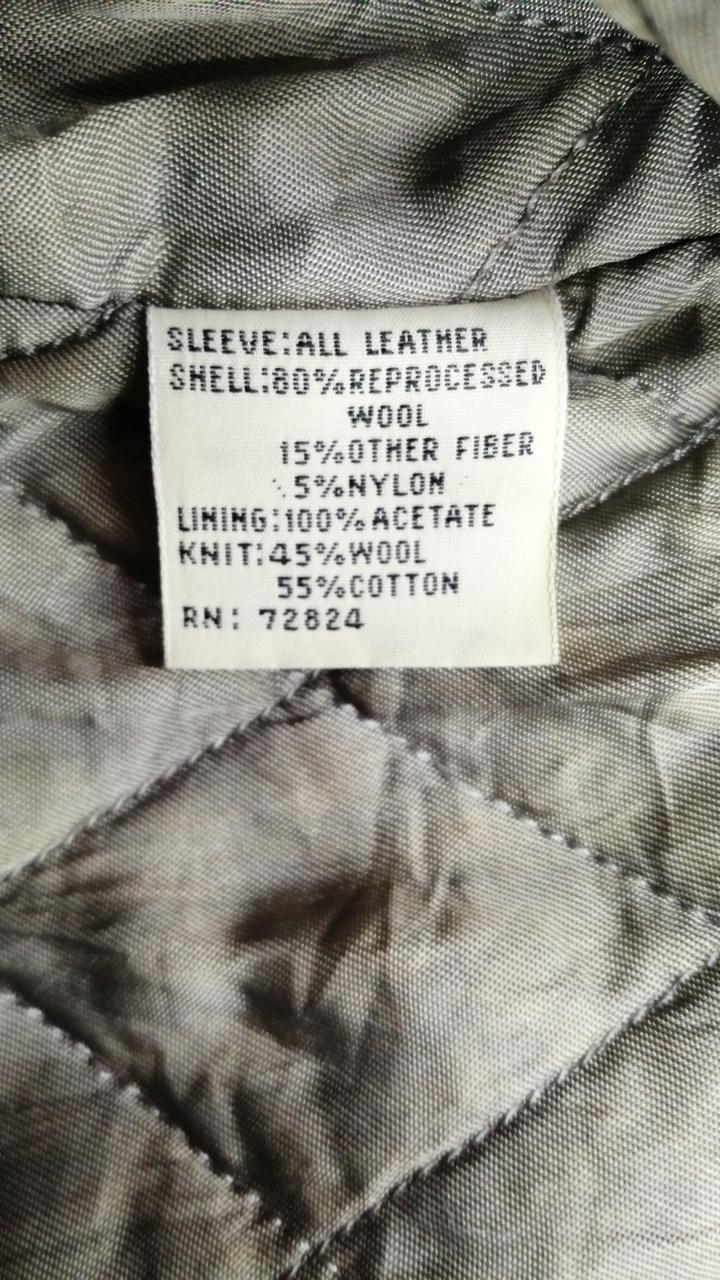 SLEEVE:ALL LEATHER
SHELL:80%REPROCESSED
WOOL
15%OTHER FIBER
5%NYLON
LINING:100%ACETATE
KNIT:45%WOOL
55%COTTON
RN: 72824